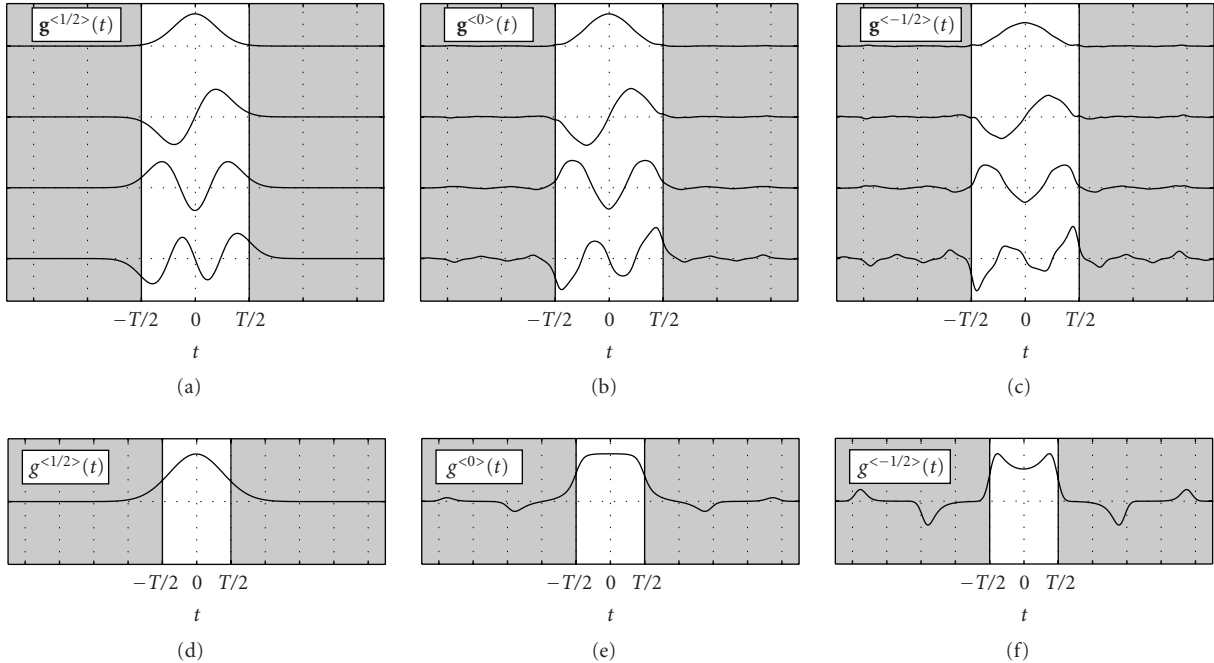 𝐠^{<1/2>}(t)
𝐠^{<0>}(t)
𝐠^{<−1/2>}(t)
−T/2 0 T/2
t
(a)
−T/2 0 T/2
t
(b)
−T/2 0 T/2
t
(c)
g^{<1/2>}(t)
g^{<0>}(t)
g^{<−1/2>}(t)
−T/2 0 T/2
t
(d)
−T/2 0 T/2
t
(e)
−T/2 0 T/2
t
(f)